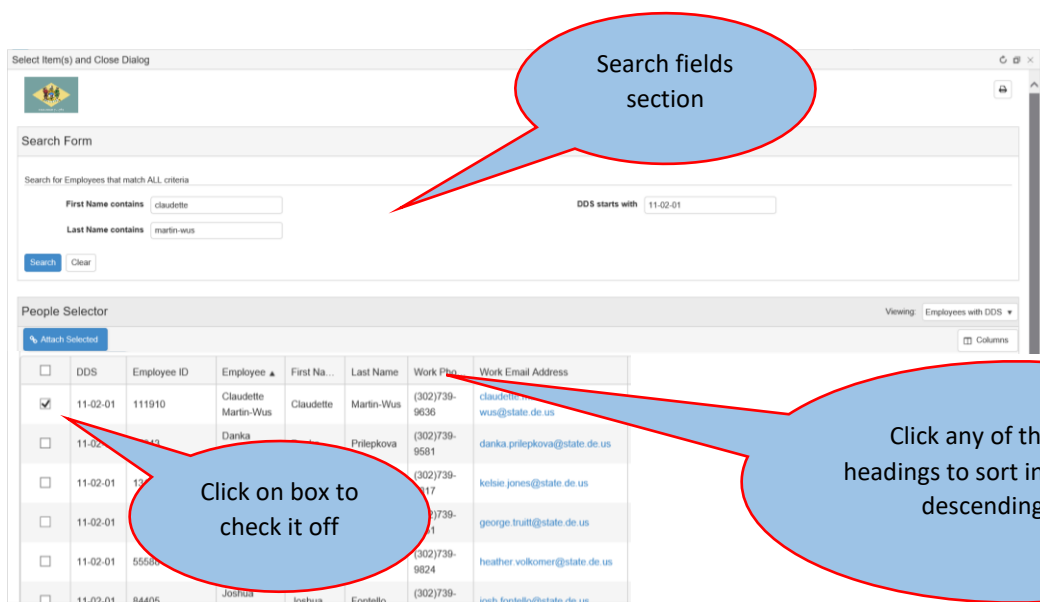 Search fields
section
Select Item(s) and Close Dialog
Search Form
Search for Employees that match ALL criteria
First Name contains claudette DDS starts with 11-02-01
Last Name contains martin-wus
Search Clear
People Selector Viewing: Employees with DDS
Attach Selected Columns
DDS Employee ID Employee First Na... Last Name Work Pho... Work Email Address
11-02-01 111910 Claudette Martin-Wus Claudette Martin-Wus (302)739-9636 wus@state.de.us
Danka Prilepkova (302)739-9581 danka.prilepkova@state.de.us
11-02-01 (302)739- kelsie.jones@state.de.us
11-02-01 george.truitt@state.de.us
11-02-01 (302)739-9824 heather.volkomer@state.de.us
11-02-01 84405 Joshua Joshua Fontello (302)739- josh.fontello@state.de.us
Click on box to
check it off
Click any of th
headings to sort in
descending